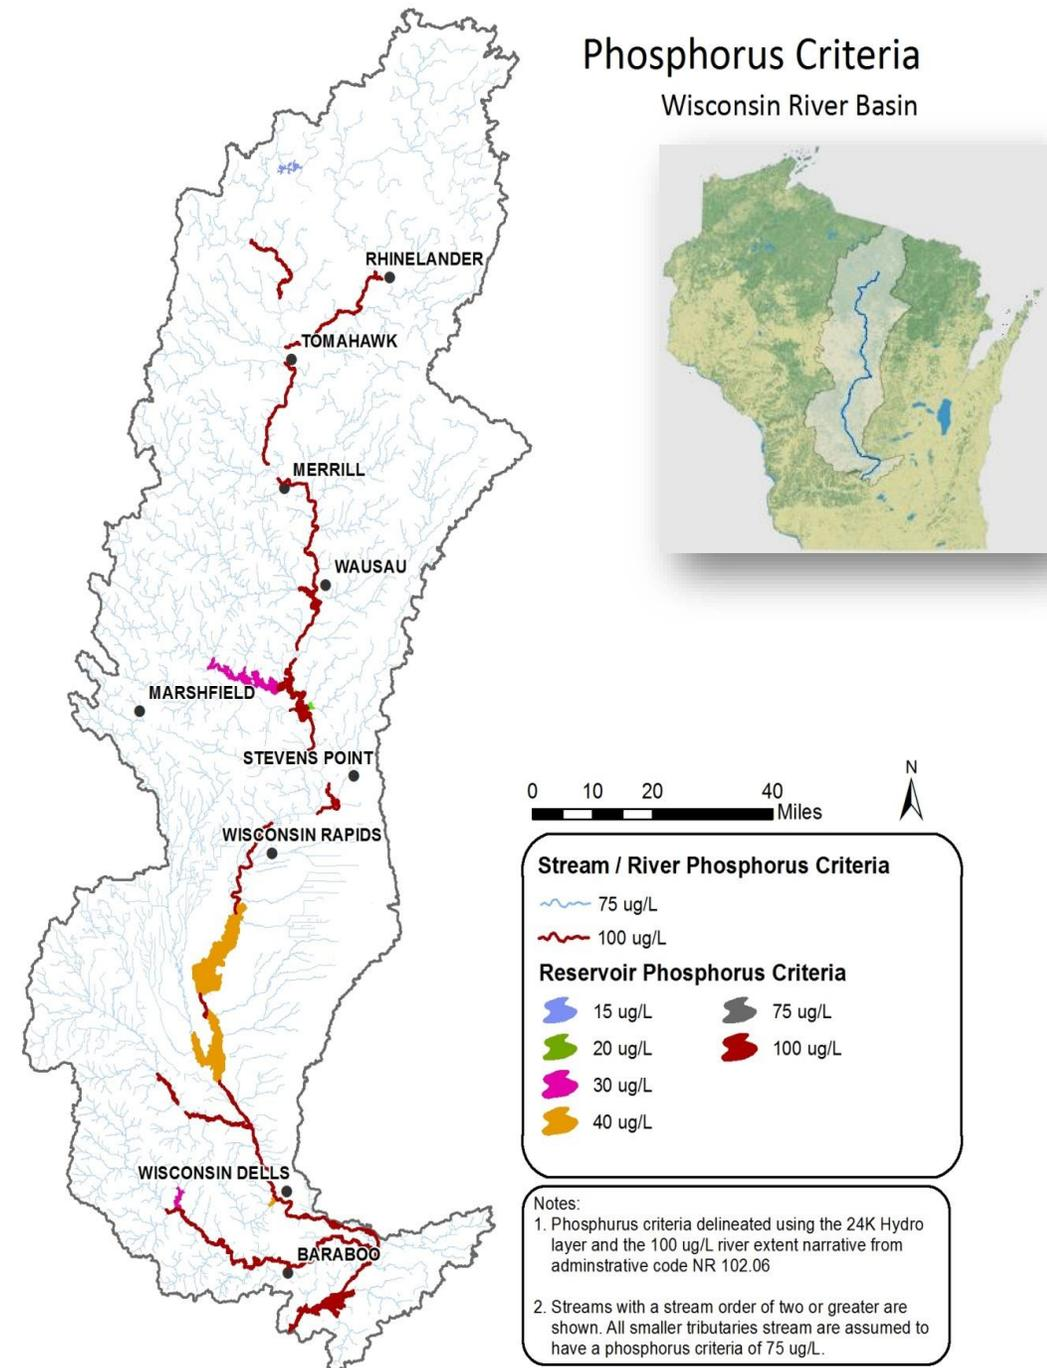 Phosphorus Criteria
Wisconsin River Basin
RHINELANDER
TOMAHAWK
MERRILL
WAUSAU
MARSHFIELD
STEVENS POINT
WISCONSIN RAPIDS
WISCONSIN DELLS
BARABOO
0 10 20 40
Miles
N
Stream / River Phosphorus Criteria
75 ug/L
100 ug/L
Reservoir Phosphorus Criteria
15 ug/L 75 ug/L
20 ug/L 100 ug/L
30 ug/L
40 ug/L
Notes:
1. Phosphurus criteria delineated using the 24K Hydro
layer and the 100 ug/L river extent narrative from
adminstrative code NR 102.06
2. Streams with a stream order of two or greater are
shown. All smaller tributaries stream are assumed to
have a phosphorus criteria of 75 ug/L.